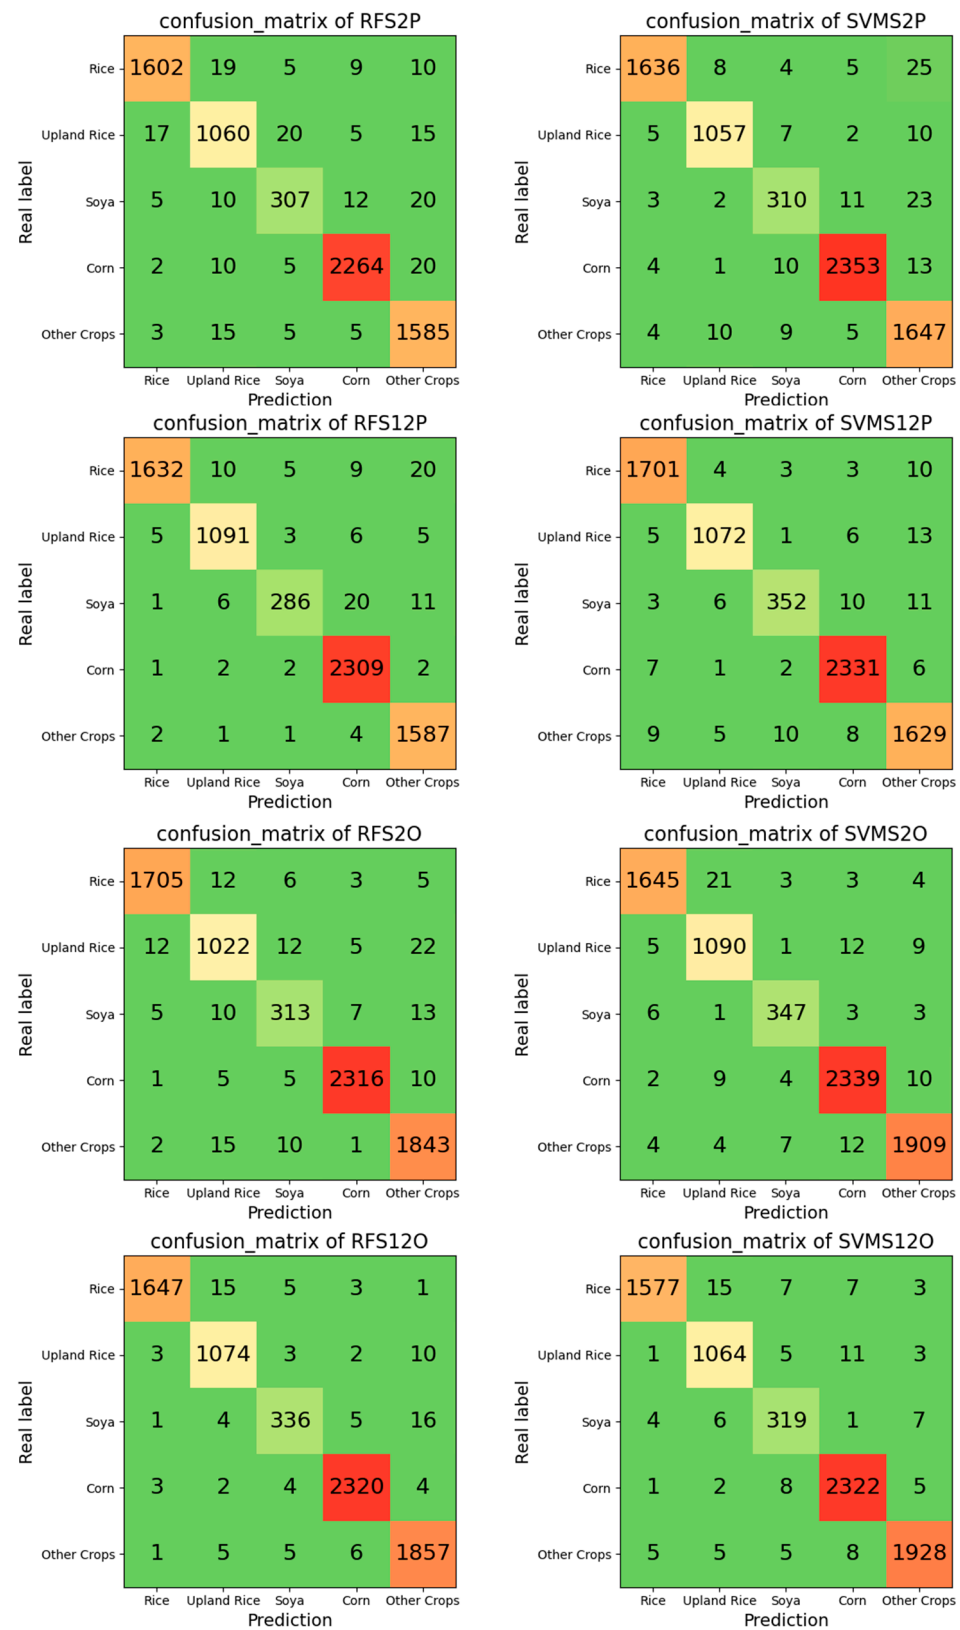 confusion_matrix of RFS2P
Rice 1602 19 5 9 10
Upland Rice 17 1060 20 5 15
Soya 5 10 307 12 20
Corn 2 10 5 2264 20
Other Crops 3 15 5 5 1585
Real label
Rice Upland Rice Soya Corn Other Crops
Prediction
confusion_matrix of SVMS2P
Rice 1636 8 4 5 25
Upland Rice 5 1057 7 2 10
Soya 3 2 310 11 23
Corn 4 1 10 2353 13
Other Crops 4 10 9 5 1647
Real label
Rice Upland Rice Soya Corn Other Crops
Prediction
confusion_matrix of RFS12P
Rice 1632 10 5 9 20
Upland Rice 5 1091 3 6 5
Soya 1 6 286 20 11
Corn 1 2 2 2309 2
Other Crops 2 1 1 4 1587
Real label
Rice Upland Rice Soya Corn Other Crops
Prediction
confusion_matrix of SVMS12P
Rice 1701 4 3 3 10
Upland Rice 5 1072 1 6 13
Soya 3 6 352 10 11
Corn 7 1 2 2331 6
Other Crops 9 5 10 8 1629
Real label
Rice Upland Rice Soya Corn Other Crops
Prediction
confusion_matrix of RFS2O
Rice 1705 12 6 3 5
Upland Rice 12 1022 12 5 22
Soya 5 10 313 7 13
Corn 1 5 5 2316 10
Other Crops 2 15 10 1 1843
Real label
Rice Upland Rice Soya Corn Other Crops
Prediction
confusion_matrix of SVMS2O
Rice 1645 21 3 3 4
Upland Rice 5 1090 1 12 9
Soya 6 1 347 3 3
Corn 2 9 4 2339 10
Other Crops 4 4 7 12 1909
Real label
Rice Upland Rice Soya Corn Other Crops
Prediction
confusion_matrix of RFS12O
Rice 1647 15 5 3 1
Upland Rice 3 1074 3 2 10
Soya 1 4 336 5 16
Corn 3 2 4 2320 4
Other Crops 1 5 5 6 1857
Real label
Rice Upland Rice Soya Corn Other Crops
Prediction
confusion_matrix of SVMS12O
Rice 1577 15 7 7 3
Upland Rice 1 1064 5 11 3
Soya 4 6 319 1 7
Corn 1 2 8 2322 5
Other Crops 5 5 5 8 1928
Real label
Rice Upland Rice Soya Corn Other Crops
Prediction